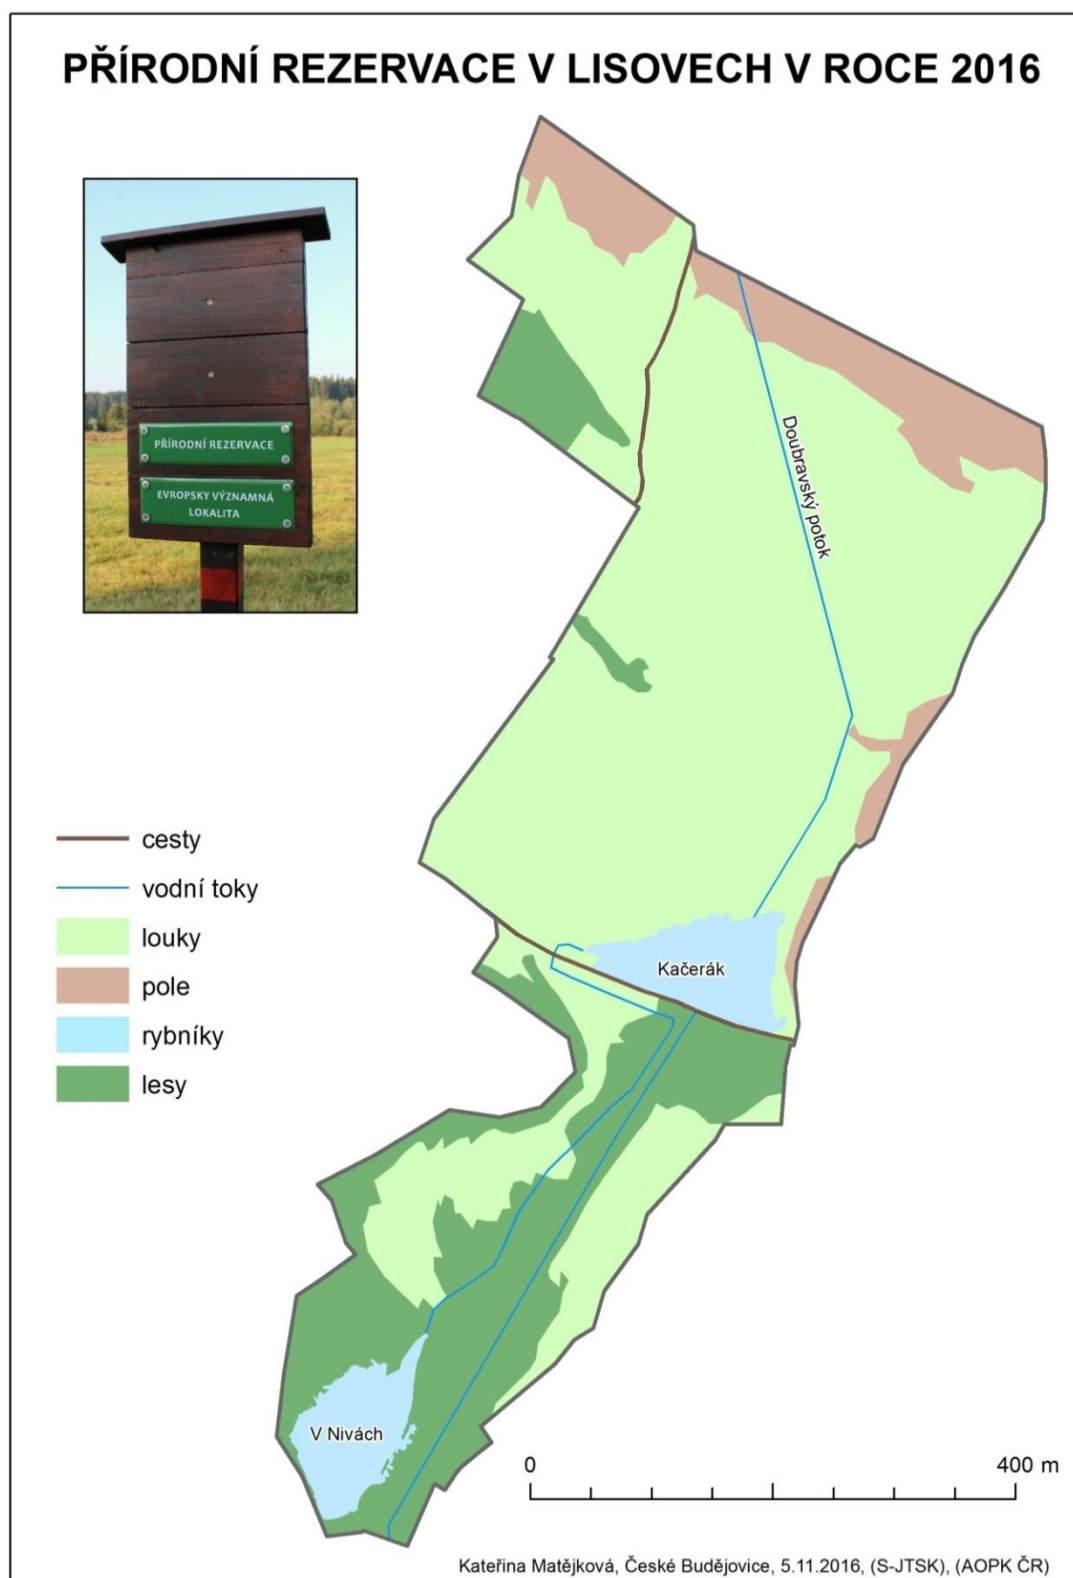 PŘÍRODNÍ REZERVACE V LISOVECH V ROCE 2016
PŘÍRODNÍ REZERVACE
EVROPSKY VÝZNAMNÁ
LOKALITA
Doubravský potok
cesty
vodní toky
louky
pole
rybníky
lesy
Kačerák
V Nivách
0 400 m
Kateřina Matějková, České Budějovice, 5.11.2016, (S-JTSK), (AOPK ČR)